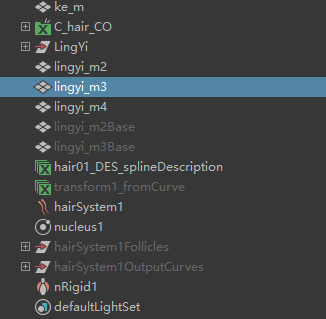 ke_m
C_hair_CO
LingYi
lingyi_m2
lingyi_m3
lingyi_m4
lingyi_m2Base
lingyi_m3Base
hair01_DES_splineDescription
transform1_fromCurve
hairSystem1
nucleus1
hairSystem1Follicles
hairSystem1OutputCurves
nRigid1
defaultLightSet